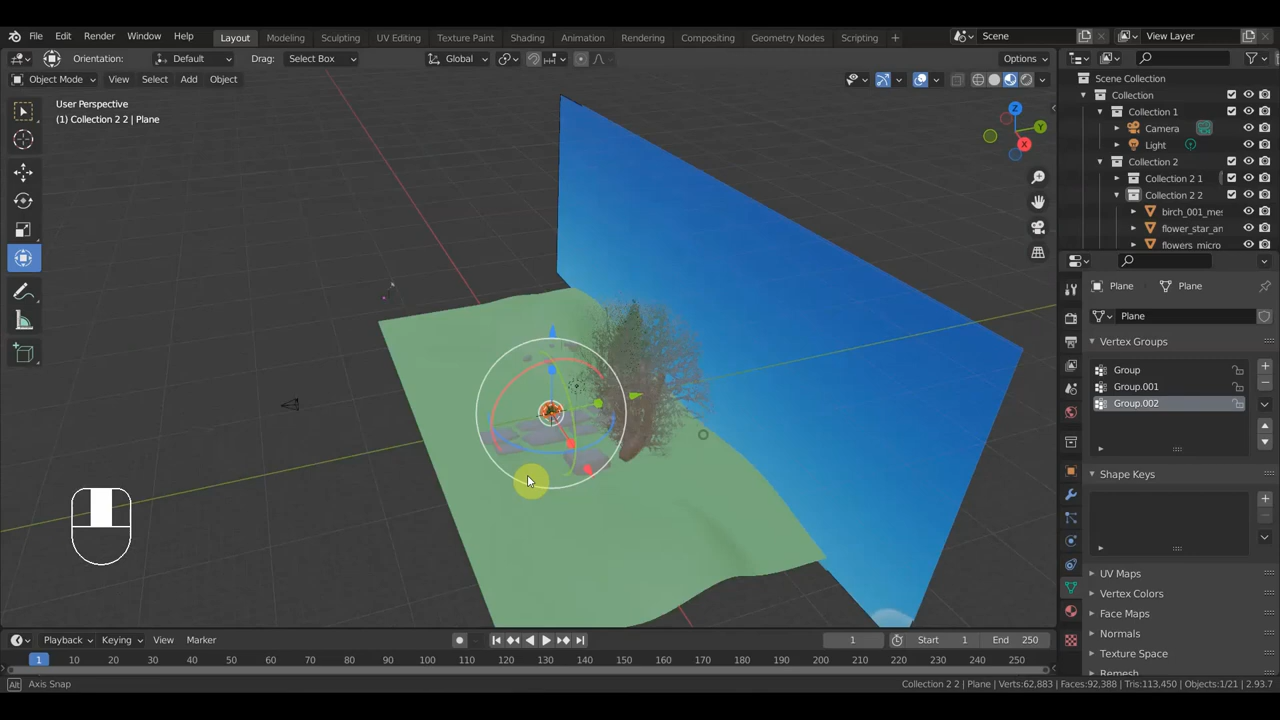 File Edit Render Window Help Layout Modeling Sculpting UV Editing Texture Paint Shading Animation Rendering Compositing Geometry Nodes Scripting + Scene View Layer
Orientation: Default Drag: Select Box Global Options
Object Mode View Select Add Object
User Perspective
(1) Collection 2 2 | Plane
Z
Y
X
Scene Collection
Collection
Collection 1
Camera
Light
Collection 2
Collection 2 1
Collection 2 2
birch_001_mes
flower_star_an
flowers_micro
Plane Plane
Plane
Vertex Groups
Group
Group.001
Group.002
Shape Keys
UV Maps
Vertex Colors
Face Maps
Normals
Texture Space
Remesh
Playback Keying View Marker 1 Start 1 End 250
1 10 20 30 40 50 60 70 80 90 100 110 120 130 140 150 160 170 180 190 200 210 220 230 240 250
Alt Axis Snap Collection 2 2 | Plane | Verts:62,883 | Faces:92,388 | Tris:113,450 | Objects:1/21 | 2.93.7